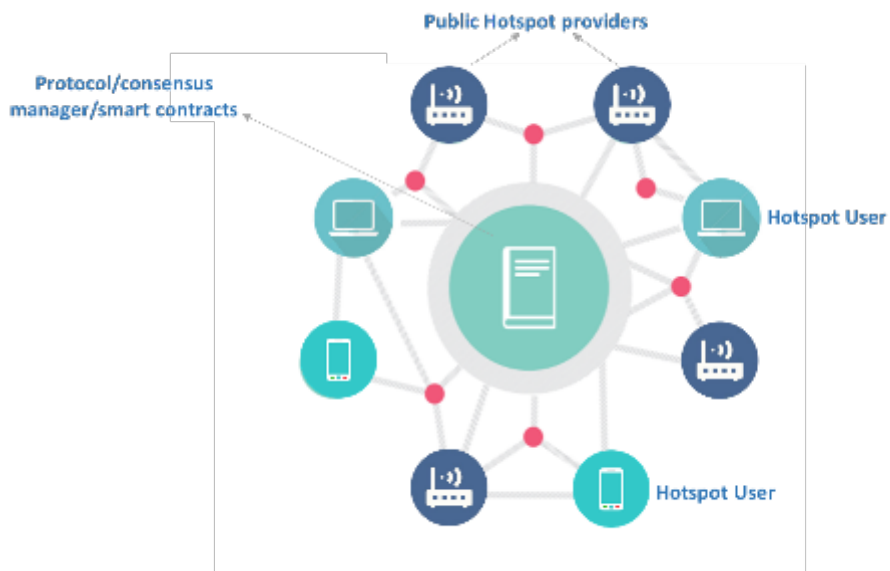 Public Hotspot providers
Protocol/consensus
manager/smart contracts
Hotspot User
Hotspot User